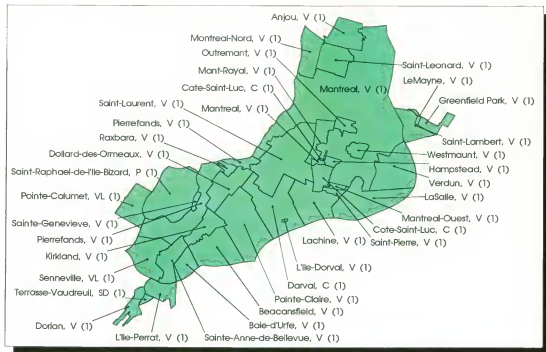 Anjou, V (1)
Montreal-Nord, V (1)
Outremant, V (1)
Mant-Rayal, V (1)
Cate-Saint-Luc, C (1)
Saint-Laurent, V (1)
Mantreal, V (1)
Pierrefands, V (1)
Raxbara, V (1)
Dollard-des-Ormeaux, V (1)
Saint-Raphael-de-l'Ile-Bizard, P (1)
Pointe-Calumet, VL (1)
Sainte-Genevieve, V (1)
Pierrefands, V (1)
Kirkland, V (1)
Senneville, VL (1)
Terrasse-Vaudreuil, SD (1)
Dorian, V (1)
L'Ile-Perrat, V (1)
Sainte-Anne-de-Bellevue, V (1)
Baie-d'Urfe, V (1)
Beacansfield, V (1)
Painte-Claire, V (1)
Darval, C (1)
L'Ile-Dorval, V (1)
Lachine, V (1)
Saint-Pierre, V (1)
Cote-Saint-Luc, C (1)
Mantreal-Ouest, V (1)
LaSalle, V (1)
Verdun, V (1)
Hampstead, V (1)
Westmaunt, V (1)
Saint-Lambert, V (1)
Greenfield Park, V (1)
LeMayne, V (1)
Saint-Leonard, V (1)
Mantreal, V (1)